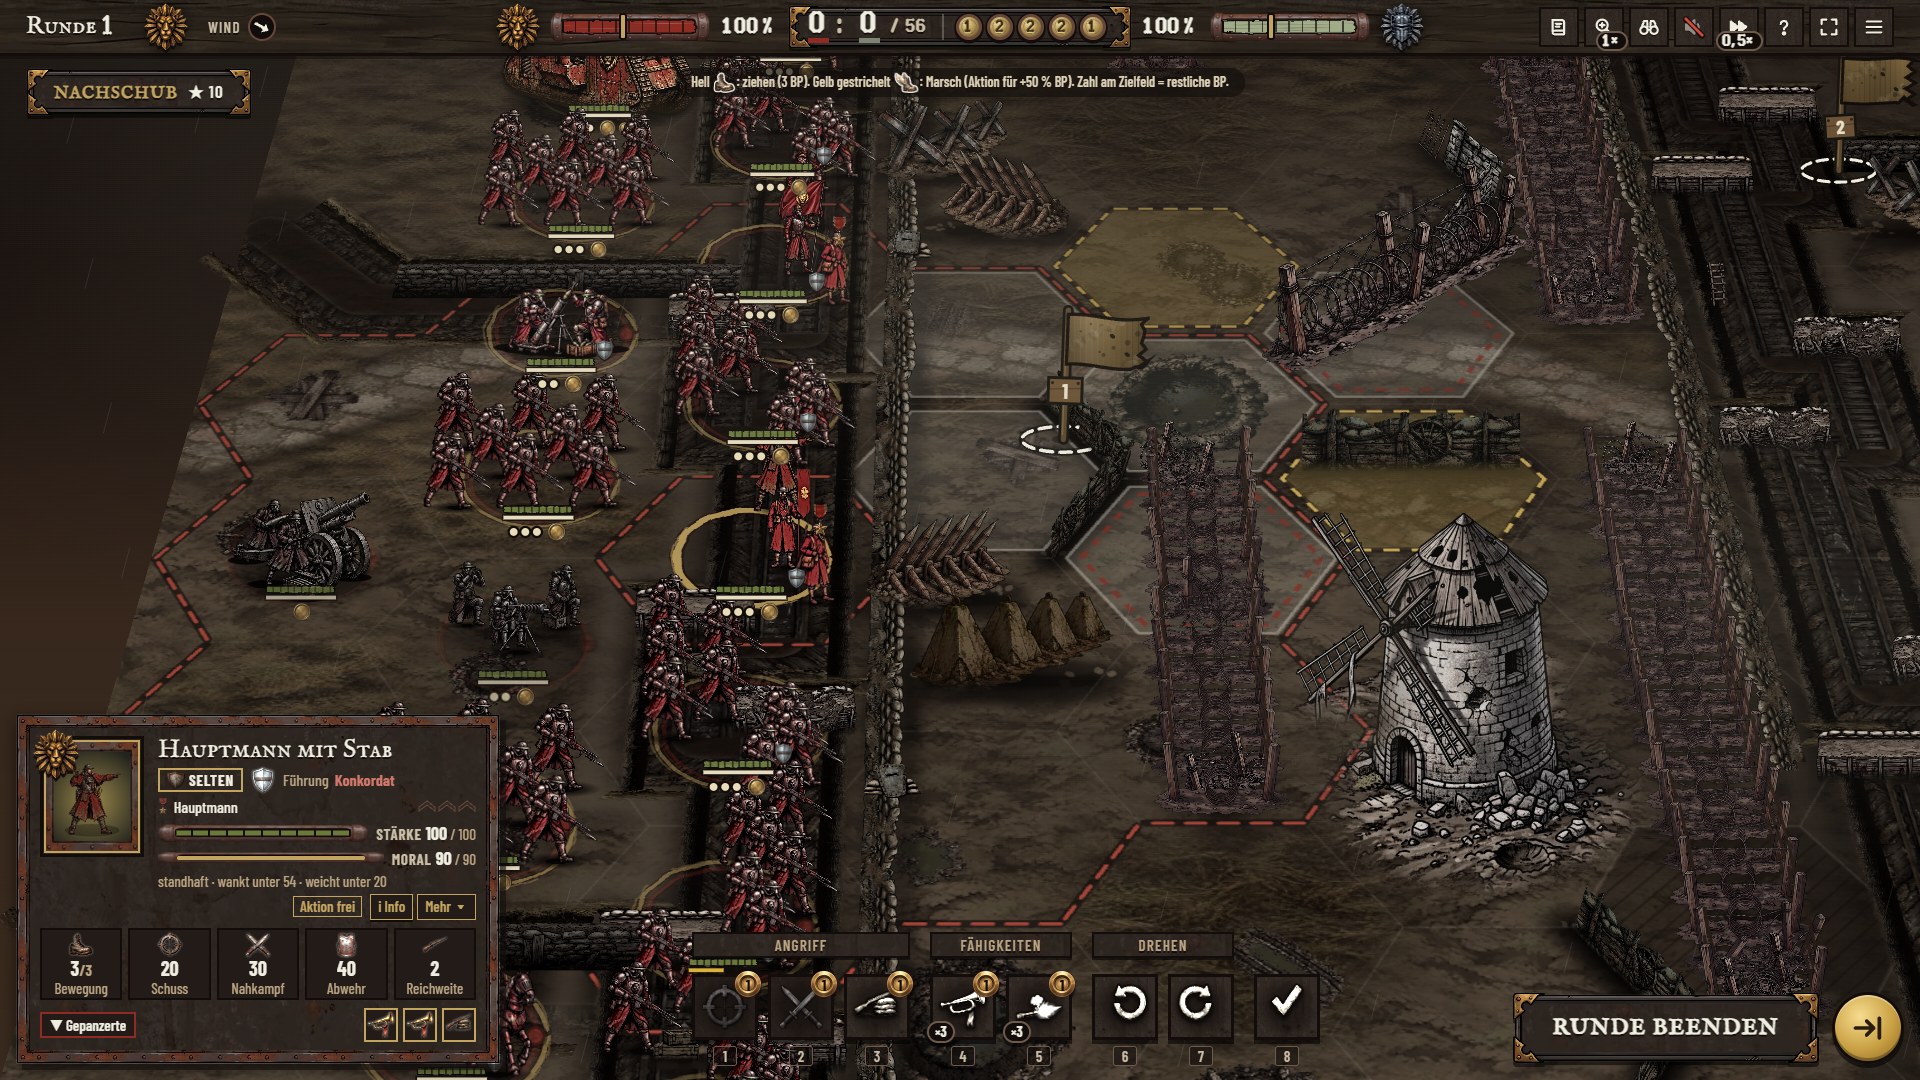 Runde 1
WIND
100 %
0 : 0 / 56
1 2 2 2 1
100 %
1×
0,5×
?
NACHSCHUB ★ 10
Hell : ziehen (3 BP). Gelb gestrichelt : Marsch (Aktion für +50 % BP). Zahl am Zielfeld = restliche BP.
2
1
Hauptmann mit Stab
SELTEN Führung Konkordat
Hauptmann
STÄRKE 100 / 100
MORAL 90 / 90
standhaft · wankt unter 54 · weicht unter 20
Aktion frei i Info Mehr ▾
3/3 20 30 40 2
Bewegung Schuss Nahkampf Abwehr Reichweite
▼ Gepanzerte
ANGRIFF FÄHIGKEITEN DREHEN
1 1 1 1 1
×3 ×3
1 2 3 4 5 6 7 8
RUNDE BEENDEN